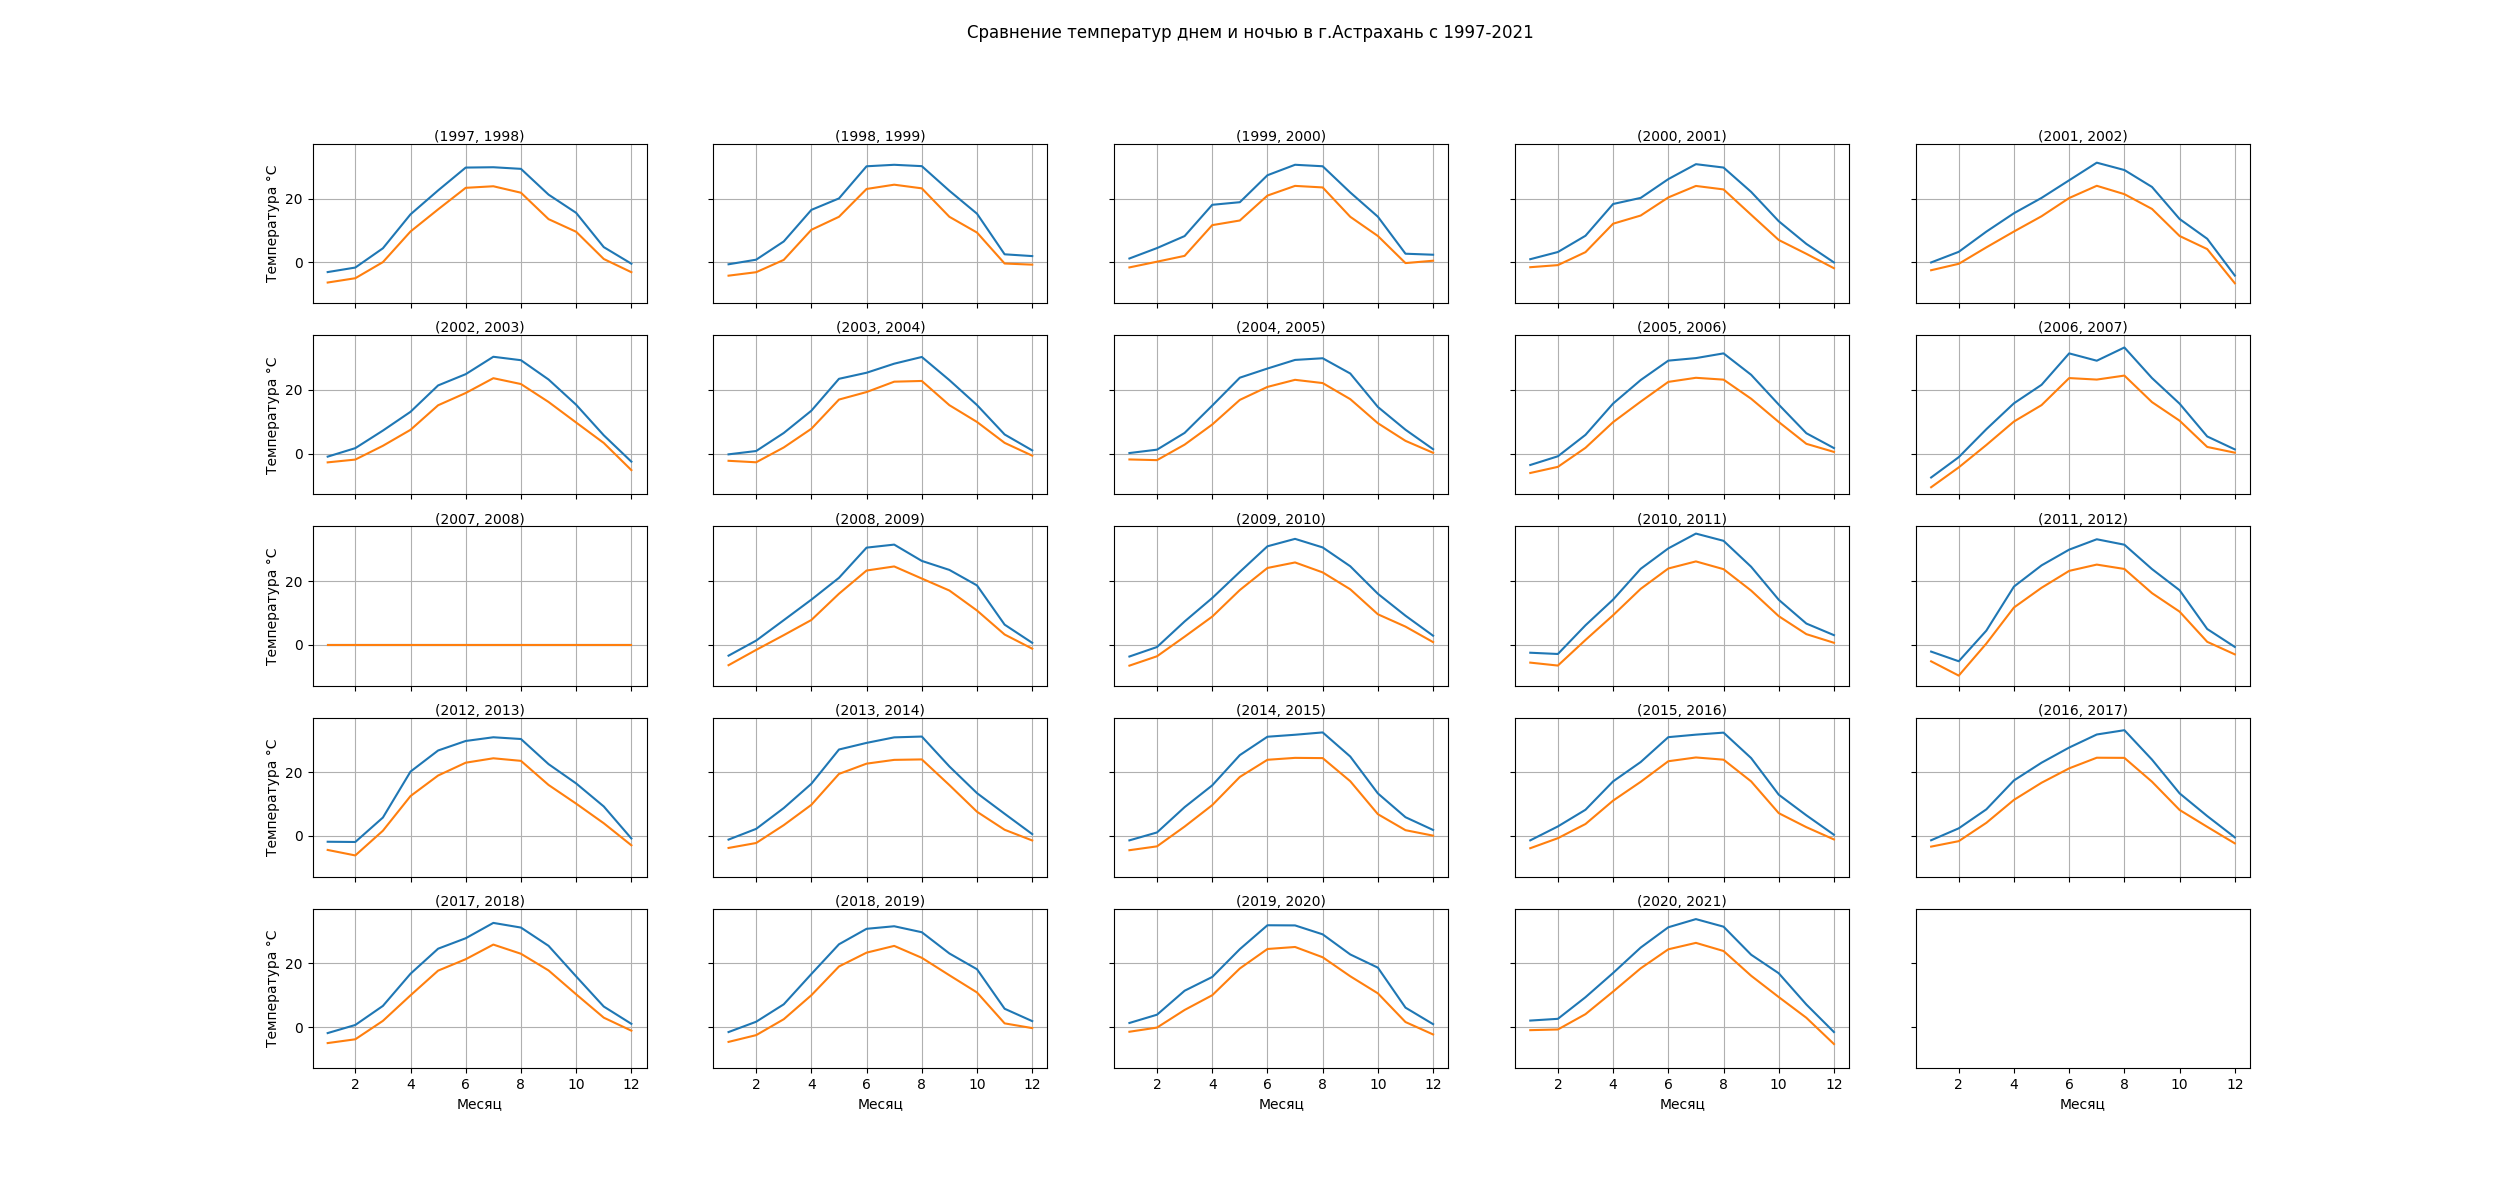 Сравнение температур днем и ночью в г.Астрахань с 1997-2021
(1997, 1998) (1998, 1999) (1999, 2000) (2000, 2001) (2001, 2002)
Температура °C
20
0
(2002, 2003) (2003, 2004) (2004, 2005) (2005, 2006) (2006, 2007)
Температура °C
20
0
(2007, 2008) (2008, 2009) (2009, 2010) (2010, 2011) (2011, 2012)
Температура °C
20
0
(2012, 2013) (2013, 2014) (2014, 2015) (2015, 2016) (2016, 2017)
Температура °C
20
0
(2017, 2018) (2018, 2019) (2019, 2020) (2020, 2021)
Температура °C
20
0
2 4 6 8 10 12 2 4 6 8 10 12 2 4 6 8 10 12 2 4 6 8 10 12 2 4 6 8 10 12
Месяц Месяц Месяц Месяц Месяц